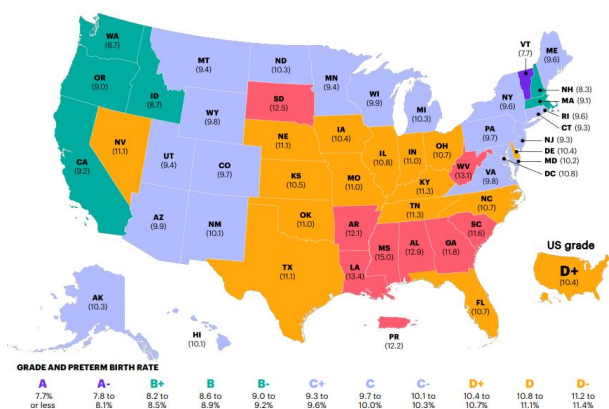 WA
(8.7)
OR
(9.0)
CA
(9.2)
ID
(8.7)
NV
(11.1)
MT
(9.4)
WY
(9.8)
UT
(9.4)
CO
(9.7)
AZ
(9.9)
NM
(10.1)
ND
(10.3)
SD
(12.5)
NE
(11.1)
KS
(10.5)
OK
(11.0)
TX
(11.1)
MN
(9.4)
IA
(10.4)
MO
(11.0)
AR
(12.1)
LA
(13.4)
WI
(9.9)
IL
(10.8)
MI
(10.3)
IN
(11.0)
OH
(10.7)
KY
(11.3)
TN
(11.3)
MS
(15.0)
AL
(12.9)
GA
(11.8)
FL
(10.7)
SC
(11.6)
NC
(10.7)
WV
(13.1)
VA
(9.8)
PA
(9.7)
NY
(9.6)
VT
(7.7)
ME
(9.6)
NH (8.3)
MA (9.1)
RI (9.6)
CT (9.3)
NJ (9.3)
DE (10.4)
MD (10.2)
DC (10.8)
AK
(10.3)
HI
(10.1)
PR
(12.2)
US grade
D+
(10.4)
GRADE AND PRETERM BIRTH RATE
A A- B+ B B- C+ C C- D+ D D- F
7.7% 7.8 to 8.2 to 8.6 to 9.0 to 9.3 to 9.7 to 10.1 to 10.4 to 10.8 to 11.2 to
or less 8.1% 8.5% 8.9% 9.2% 9.6% 10.0% 10.3% 10.7% 11.1% 11.4%